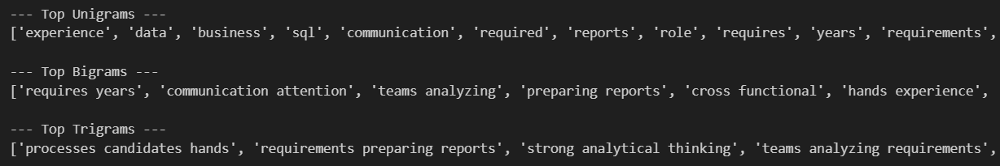 --- Top Unigrams ---
['experience', 'data', 'business', 'sql', 'communication', 'required', 'reports', 'role', 'requires', 'years', 'requirements',
--- Top Bigrams ---
['requires years', 'communication attention', 'teams analyzing', 'preparing reports', 'cross functional', 'hands experience',
--- Top Trigrams ---
['processes candidates hands', 'requirements preparing reports', 'strong analytical thinking', 'teams analyzing requirements',